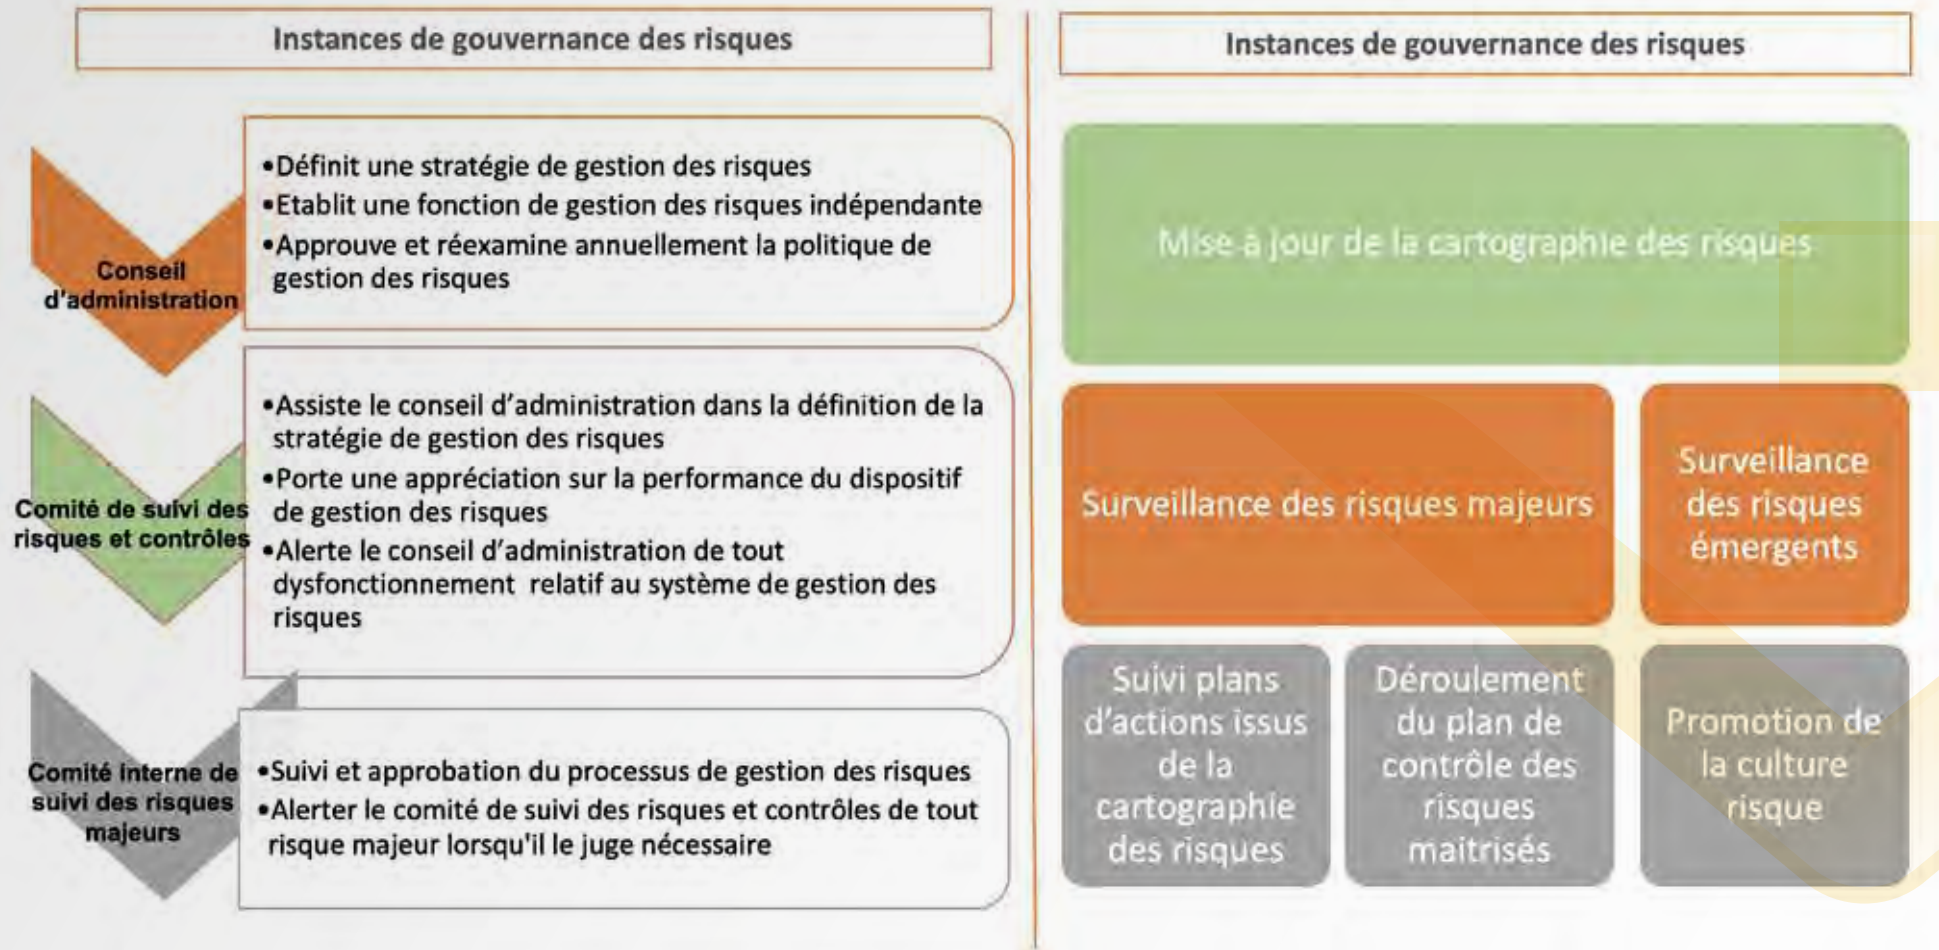 Instances de gouvernance des risques
Conseil
d'administration
•Définit une stratégie de gestion des risques
•Etablit une fonction de gestion des risques indépendante
•Approuve et réexamine annuellement la politique de
gestion des risques
Comité de suivi des
risques et contrôles
•Assiste le conseil d'administration dans la définition de la
stratégie de gestion des risques
•Porte une appréciation sur la performance du dispositif
de gestion des risques
•Alerte le conseil d'administration de tout
dysfonctionnement relatif au système de gestion des
risques
Comité interne de
suivi des risques
majeurs
•Suivi et approbation du processus de gestion des risques
•Alerter le comité de suivi des risques et contrôles de tout
risque majeur lorsqu'il le juge nécessaire
Instances de gouvernance des risques
Mise à jour de la cartographie des risques
Surveillance des risques majeurs
Surveillance
des risques
émergents
Suivi plans
d'actions issus
de la
cartographie
des risques
Déroulement
du plan de
contrôle des
risques
maitrisés
Promotion de
la culture
risque